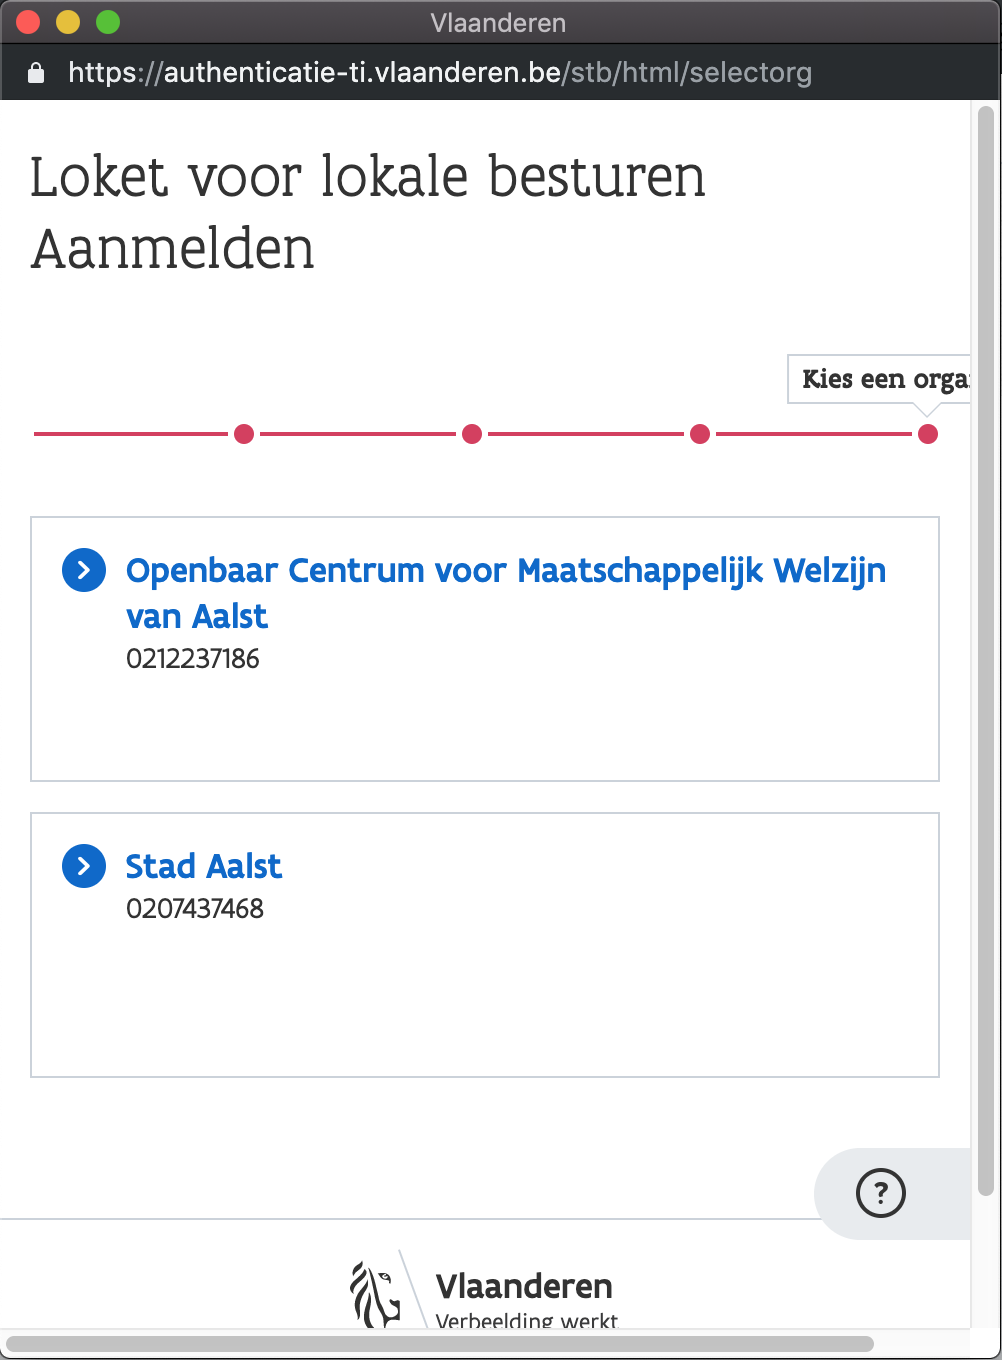 Vlaanderen
https://authenticatie-ti.vlaanderen.be/stb/html/selectorg
Loket voor lokale besturen
Aanmelden
Kies een orga
Openbaar Centrum voor Maatschappelijk Welzijn
van Aalst
0212237186
Stad Aalst
0207437468
?
Vlaanderen
Verbeelding werkt